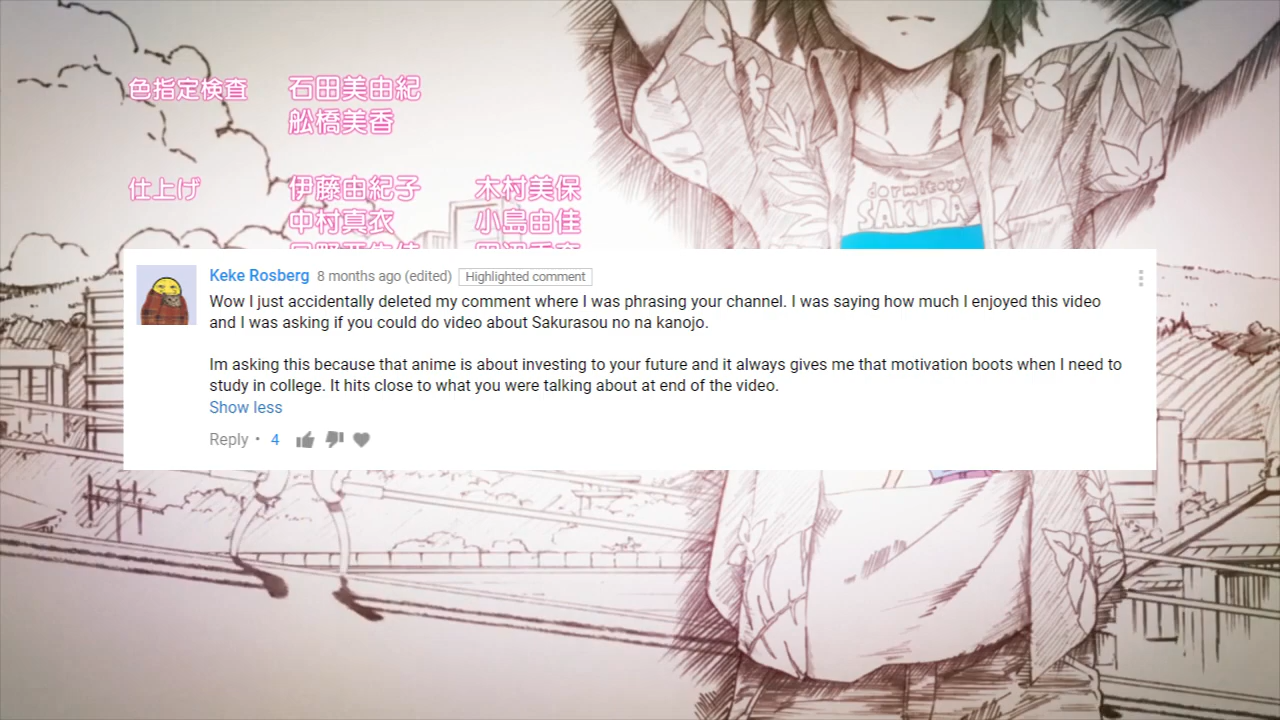 色指定検査 石田美由紀
舩橋美香
仕上げ 伊藤由紀子 木村美保
中村真衣 小島由佳
dormitory
SAKURA
Keke Rosberg 8 months ago (edited) Highlighted comment
Wow I just accidentally deleted my comment where I was phrasing your channel. I was saying how much I enjoyed this video
and I was asking if you could do video about Sakurasou no na kanojo.
Im asking this because that anime is about investing to your future and it always gives me that motivation boots when I need to
study in college. It hits close to what you were talking about at end of the video.
Show less
Reply • 4